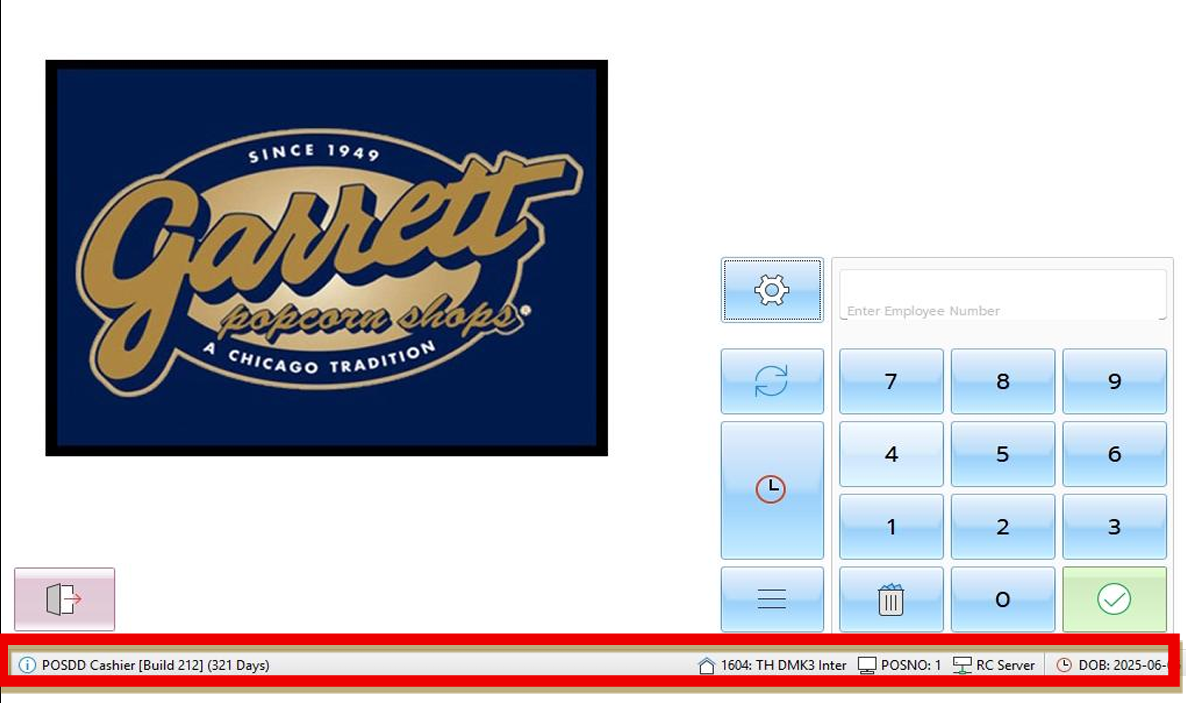 SINCE 1949
Garrett
popcorn shops®
A CHICAGO TRADITION
Enter Employee Number
7 8 9
4 5 6
1 2 3
0
POSDD Cashier [Build 212] (321 Days) 1604: TH DMK3 Inter POSNO: 1 RC Server DOB: 2025-06-